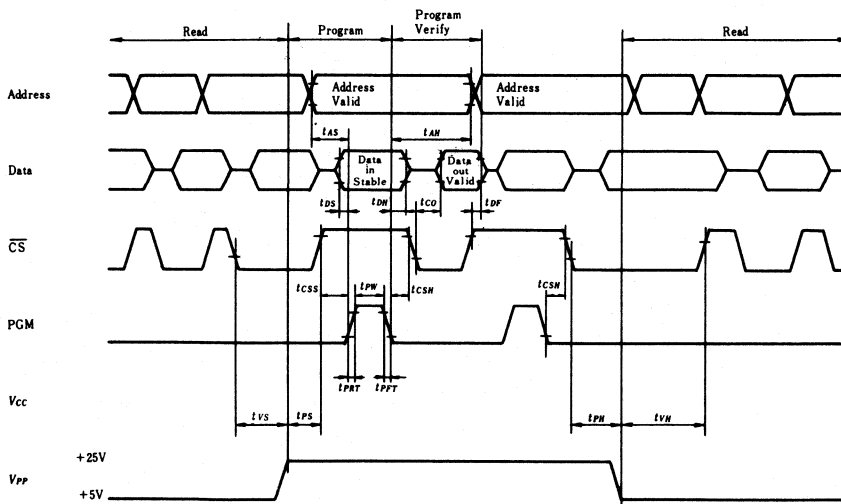 Read
Program
Program
Verify
Read
Address
Address
Valid
Address
Valid
tAS
tAH
Data
Data
in
Stable
Data
out
Valid
tDS
tDH
tCO
tDF
CS
tCSS
tPW
tCSH
tCSH
PGM
tPRT
tPFT
VCC
tVS
tPS
tPH
tVH
+25V
VPP
+5V